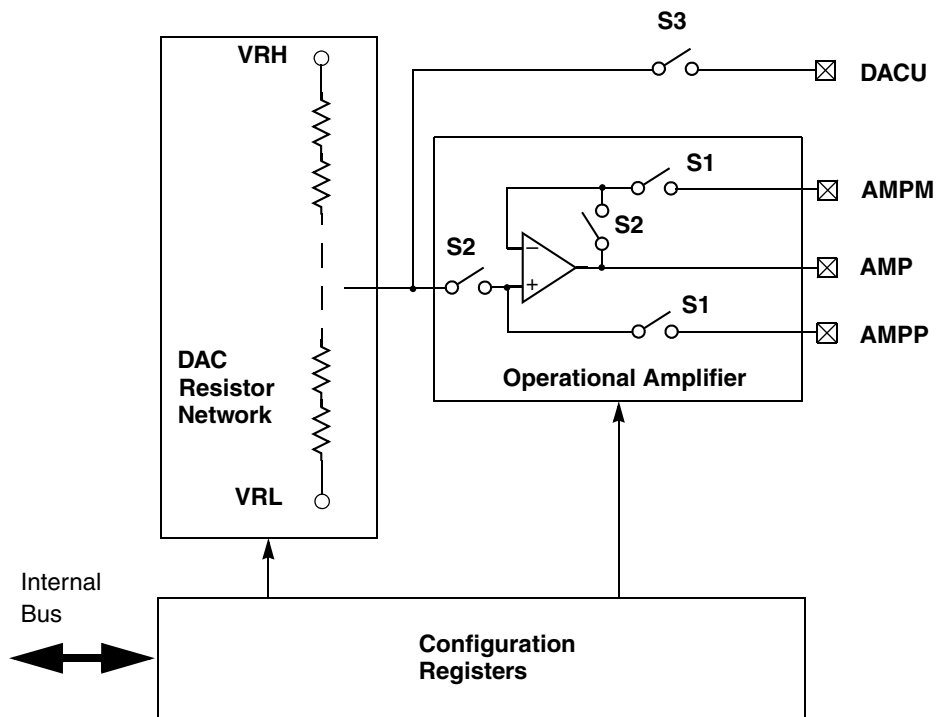 S3
VRH
DACU
S1
AMPM
S2
S2
−
AMP
+
S1
AMPP
DAC
Resistor
Network
Operational Amplifier
VRL
Internal
Bus
Configuration
Registers